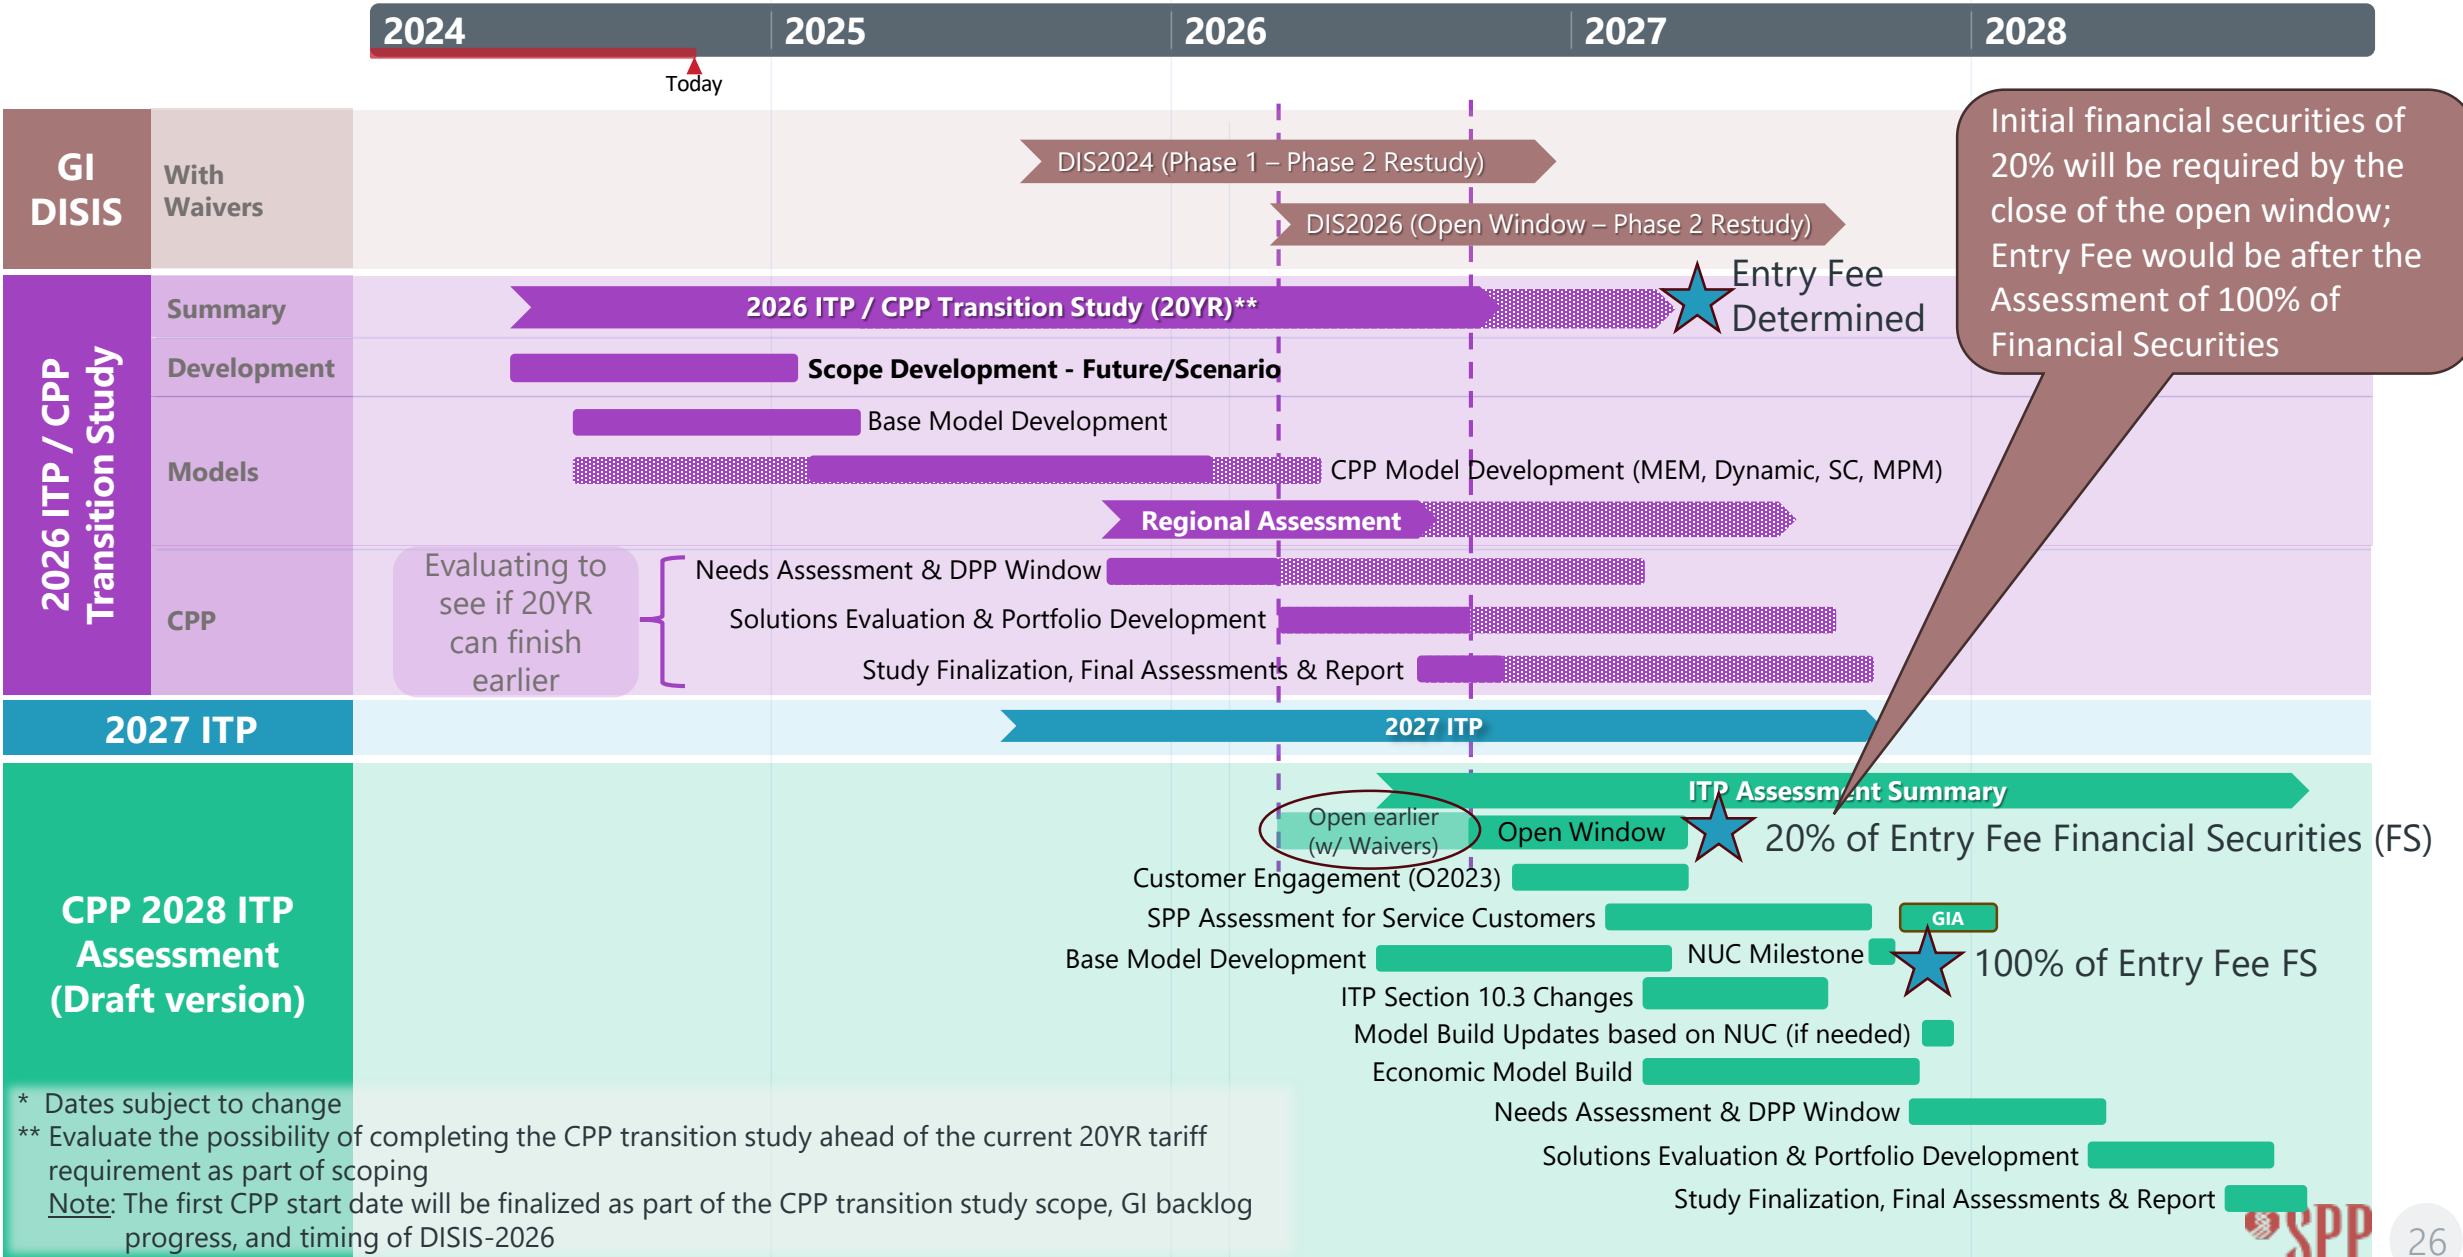 2024
2025
2026
2027
2028
Today
GI
DISIS
With
Waivers
DIS2024 (Phase 1 – Phase 2 Restudy)
DIS2026 (Open Window – Phase 2 Restudy)
Initial financial securities of
20% will be required by the
close of the open window;
Entry Fee would be after the
Assessment of 100% of
Financial Securities
2026 ITP / CPP
Transition Study
Summary
2026 ITP / CPP Transition Study (20YR)**
Entry Fee
Determined
Development
Scope Development - Future/Scenario
Models
Base Model Development
CPP Model Development (MEM, Dynamic, SC, MPM)
Regional Assessment
CPP
Evaluating to
see if 20YR
can finish
earlier
Needs Assessment & DPP Window
Solutions Evaluation & Portfolio Development
Study Finalization, Final Assessments & Report
2027 ITP
2027 ITP
CPP 2028 ITP
Assessment
(Draft version)
ITP Assessment Summary
Open earlier
(w/ Waivers)
Open Window
20% of Entry Fee Financial Securities (FS)
Customer Engagement (O2023)
SPP Assessment for Service Customers
GIA
Base Model Development
NUC Milestone
100% of Entry Fee FS
ITP Section 10.3 Changes
Model Build Updates based on NUC (if needed)
Economic Model Build
Needs Assessment & DPP Window
Solutions Evaluation & Portfolio Development
Study Finalization, Final Assessments & Report
* Dates subject to change
** Evaluate the possibility of completing the CPP transition study ahead of the current 20YR tariff
requirement as part of scoping
Note: The first CPP start date will be finalized as part of the CPP transition study scope, GI backlog
progress, and timing of DISIS-2026
SPP
26